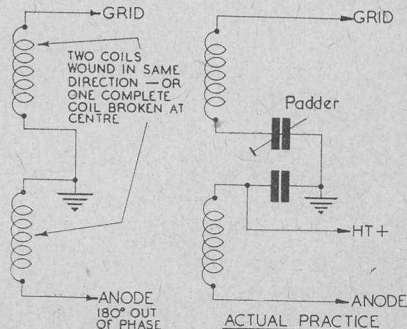 GRID
TWO COILS
WOUND IN SAME
DIRECTION — OR
ONE COMPLETE
COIL BROKEN AT
CENTRE
ANODE
180° OUT
OF PHASE
GRID
Padder
HT+
ANODE
ACTUAL PRACTICE